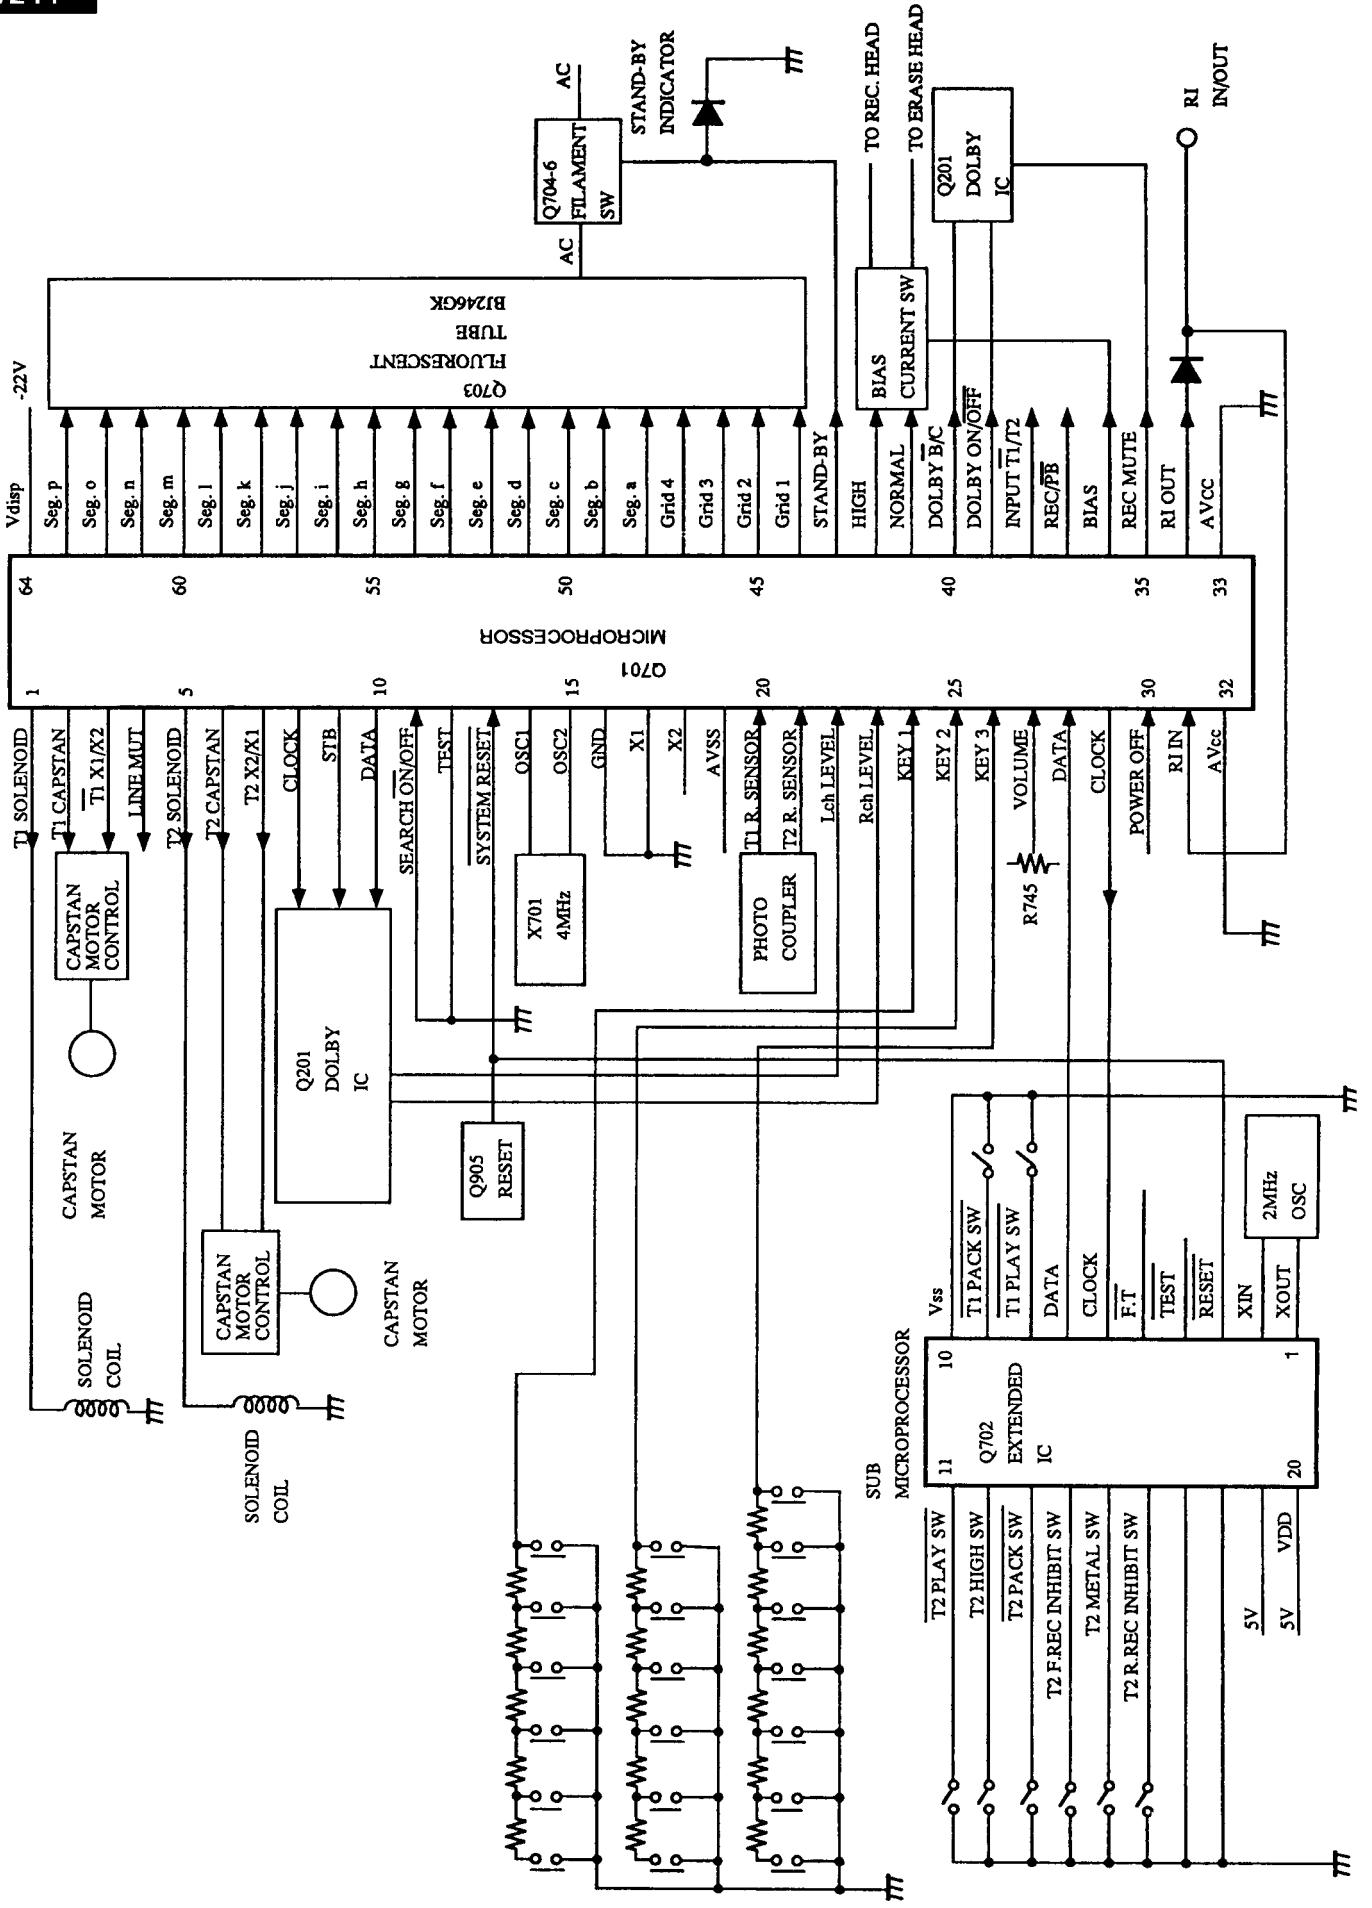 -22V
Vdisp
Seg. p
Seg. o
Seg. n
Seg. m
Seg. l
Seg. k
Seg. j
Seg. i
Seg. h
Seg. g
Seg. f
Seg. e
Seg. d
Seg. c
Seg. b
Seg. a
Grid 4
Grid 3
Grid 2
Grid 1
STAND-BY
HIGH
NORMAL
DOLBY B/C
DOLBY ON/OFF
INPUT T1/T2
REC/PB
BIAS
REC MUTE
RI OUT
AVCC
Q703
FLUORESCENT
TUBE
BJ246GK
AC
Q704-6
FILAMENT
SW
AC
STAND-BY
INDICATOR
BIAS
CURRENT SW
TO REC. HEAD
TO ERASE HEAD
Q201
DOLBY
IC
RI
IN/OUT
64
60
55
50
45
40
35
33
Q701
MICROPROCESSOR
1
5
10
15
20
25
30
32
T1 SOLENOID
T1 CAPSTAN
T1 X1/X2
LINE MUT
T2 SOLENOID
T2 CAPSTAN
T2 X2/X1
CLOCK
STB
DATA
SEARCH ON/OFF
TEST
SYSTEM RESET
OSC1
OSC2
GND
X1
X2
AVSS
T1 R. SENSOR
T2 R. SENSOR
Lch LEVEL
Rch LEVEL
KEY 1
KEY 2
KEY 3
VOLUME
DATA
CLOCK
POWER OFF
RI IN
AVcc
CAPSTAN
MOTOR
CONTROL
CAPSTAN
MOTOR
SOLENOID
COIL
CAPSTAN
MOTOR
CONTROL
CAPSTAN
MOTOR
SOLENOID
COIL
Q201
DOLBY
IC
Q905
RESET
X701
4MHz
PHOTO
COUPLER
R745
Vss
T1 PACK SW
T1 PLAY SW
DATA
CLOCK
F.T
TEST
RESET
XIN
XOUT
2MHz
OSC
SUB
MICROPROCESSOR
10
1
Q702
EXTENDED
IC
11
20
T2 PLAY SW
T2 HIGH SW
T2 PACK SW
T2 F.REC INHIBIT SW
T2 METAL SW
T2 R.REC INHIBIT SW
5V
5V
VDD